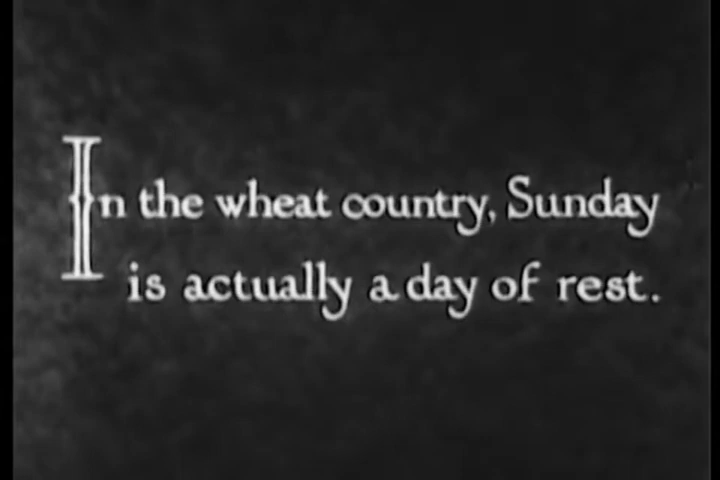 In the wheat country, Sunday
is actually a day of rest.